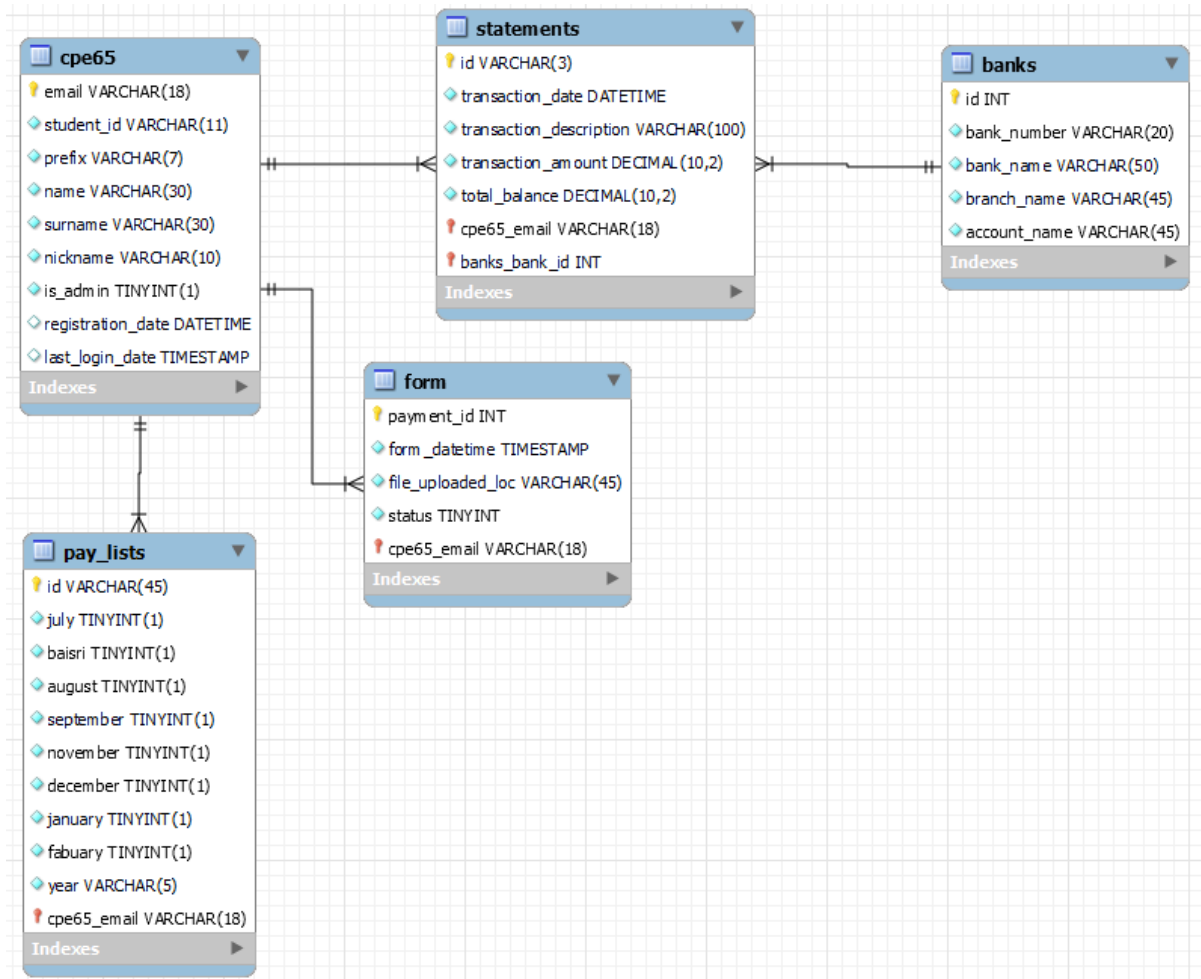 cpe65
email VARCHAR(18)
student_id VARCHAR(11)
prefix VARCHAR(7)
name VARCHAR(30)
surname VARCHAR(30)
nickname VARCHAR(10)
is_admin TINYINT(1)
registration_date DATETIME
last_login_date TIMESTAMP
Indexes
statements
id VARCHAR(3)
transaction_date DATETIME
transaction_description VARCHAR(100)
transaction_amount DECIMAL(10,2)
total_balance DECIMAL(10,2)
cpe65_email VARCHAR(18)
banks_bank_id INT
Indexes
banks
id INT
bank_number VARCHAR(20)
bank_name VARCHAR(50)
branch_name VARCHAR(45)
account_name VARCHAR(45)
Indexes
form
payment_id INT
form_datetime TIMESTAMP
file_uploaded_loc VARCHAR(45)
status TINYINT
cpe65_email VARCHAR(18)
Indexes
pay_lists
id VARCHAR(45)
july TINYINT(1)
baisri TINYINT(1)
august TINYINT(1)
september TINYINT(1)
november TINYINT(1)
december TINYINT(1)
january TINYINT(1)
fabuary TINYINT(1)
year VARCHAR(5)
cpe65_email VARCHAR(18)
Indexes